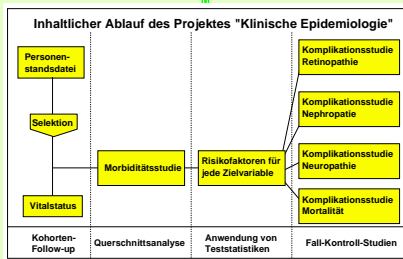 Inhaltlicher Ablauf des Projektes "Klinische Epidemiologie"
Personen-
standsdatei
Selektion
Vitalstatus
Morbiditätsstudie
Risikofaktoren für
jede Zielvariable
Komplikationsstudie
Retinopathie
Komplikationsstudie
Nephropatie
Komplikationsstudie
Neuropathie
Komplikationsstudie
Mortalität
Kohorten-
Follow-up
Querschnittsanalyse
Anwendung von
Teststatistiken
Fall-Kontroll-Studien